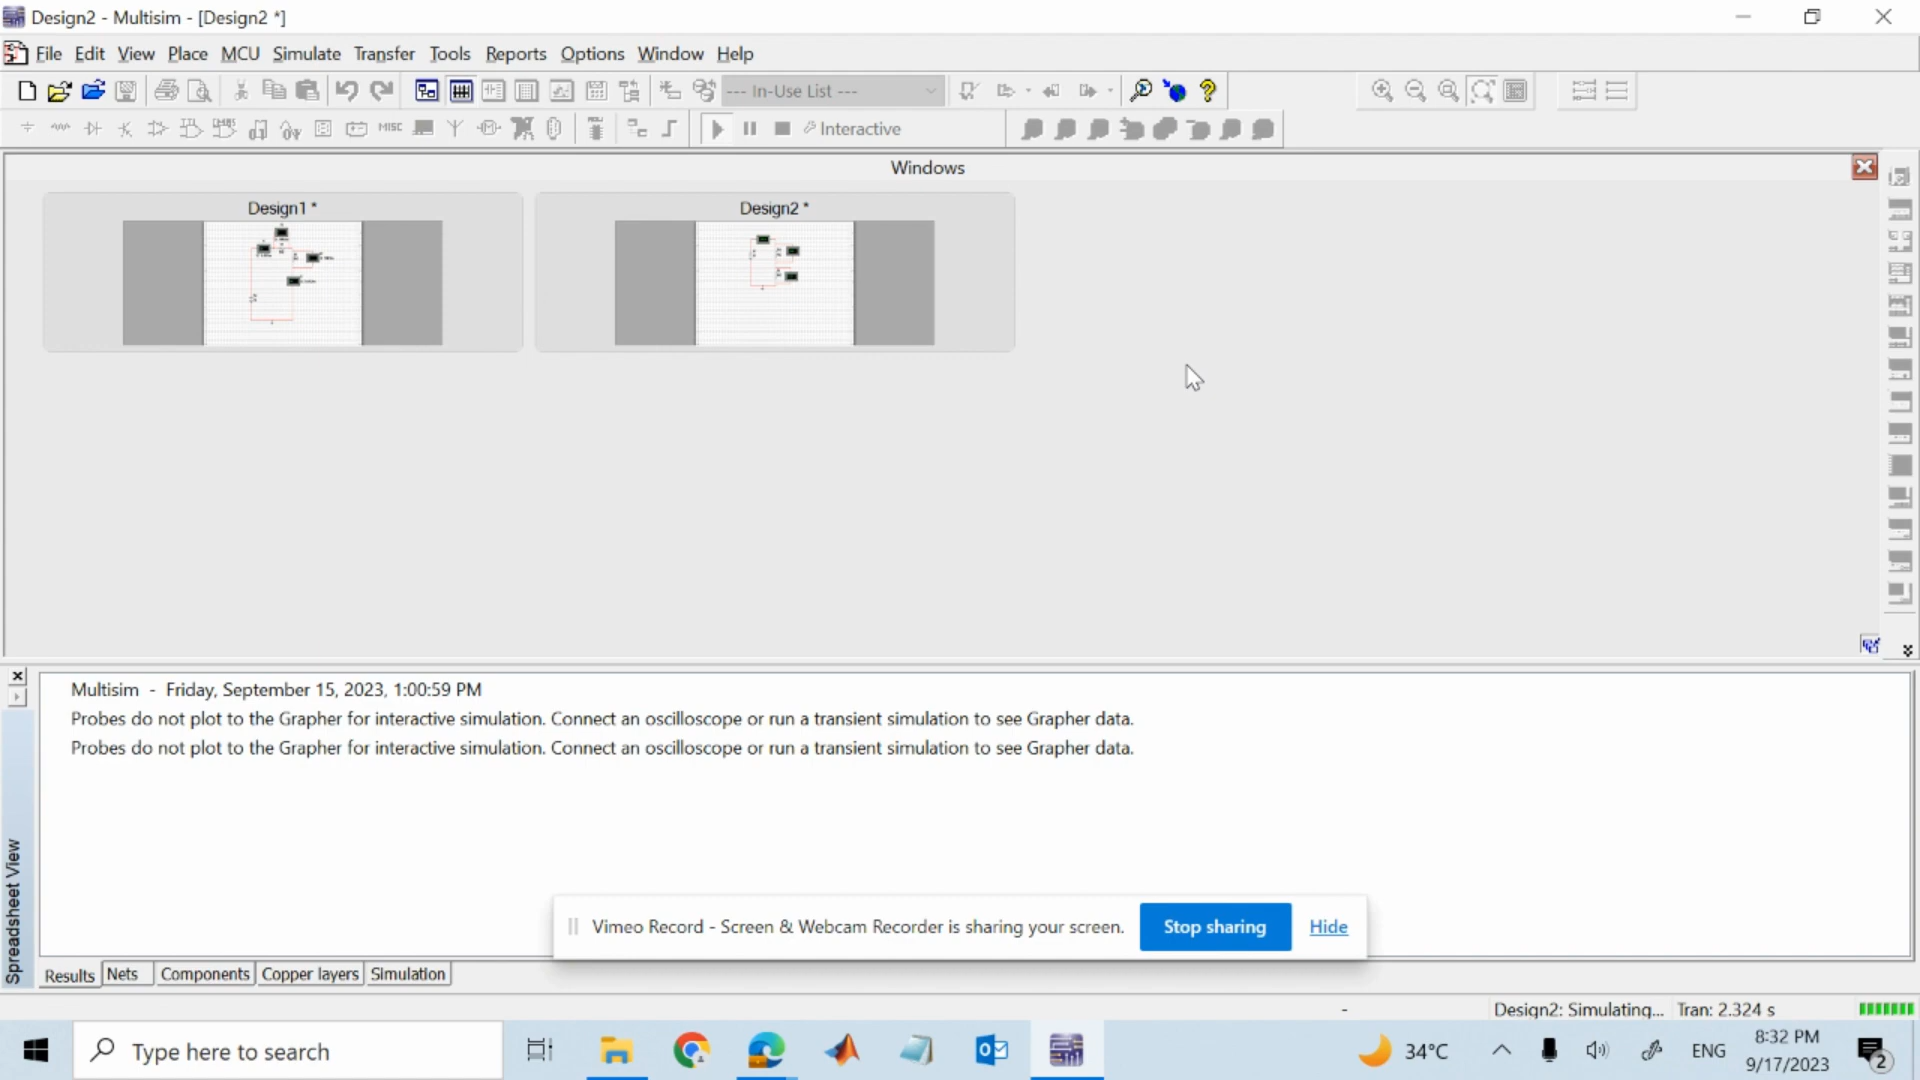 Design2 - Multisim - [Design2 *]
File Edit View Place MCU Simulate Transfer Tools Reports Options Window Help
--- In-Use List ---
MISC Interactive
Windows
Design1 *
Design2 *
Multisim - Friday, September 15, 2023, 1:00:59 PM
Probes do not plot to the Grapher for interactive simulation. Connect an oscilloscope or run a transient simulation to see Grapher data.
Probes do not plot to the Grapher for interactive simulation. Connect an oscilloscope or run a transient simulation to see Grapher data.
Spreadsheet View
Vimeo Record - Screen & Webcam Recorder is sharing your screen. Stop sharing Hide
Results Nets Components Copper layers Simulation
- Design2: Simulating... Tran: 2.324 s
Type here to search
34°C ENG
8:32 PM
9/17/2023
2